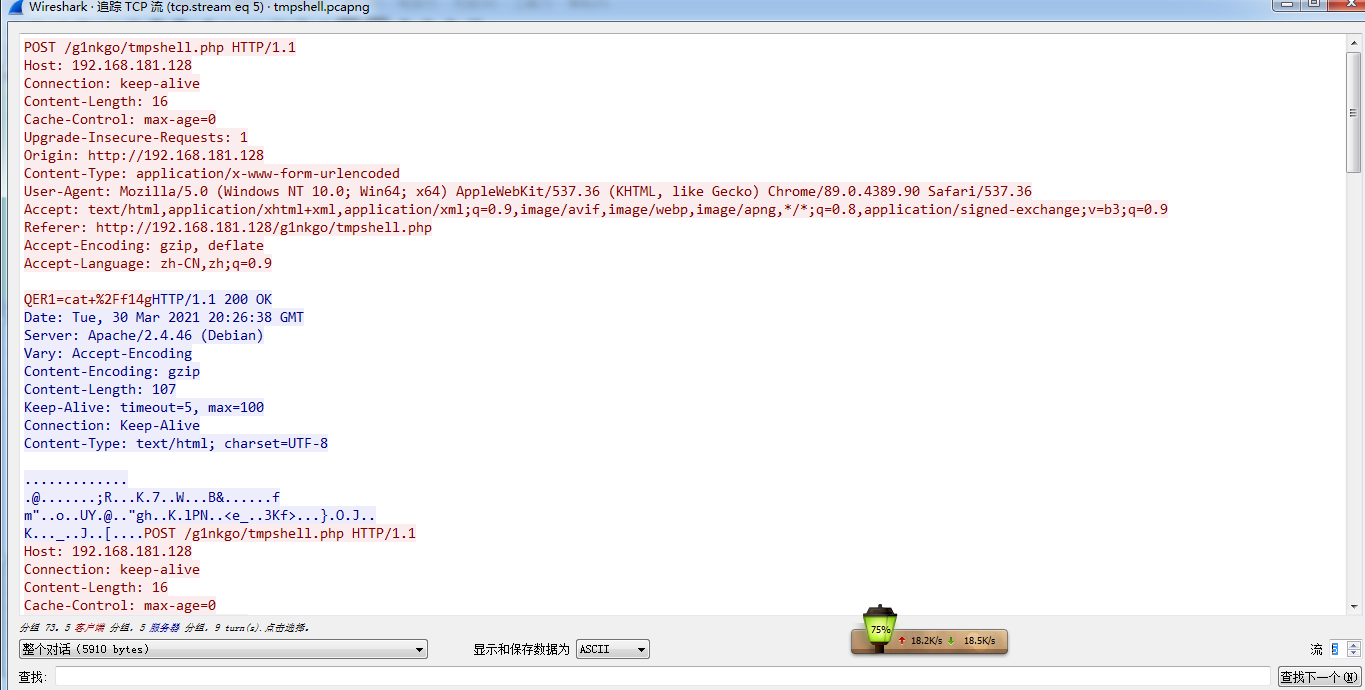 Wireshark · 追踪 TCP 流 (tcp.stream eq 5) · tmpshell.pcapng
POST /g1nkgo/tmpshell.php HTTP/1.1
Host: 192.168.181.128
Connection: keep-alive
Content-Length: 16
Cache-Control: max-age=0
Upgrade-Insecure-Requests: 1
Origin: http://192.168.181.128
Content-Type: application/x-www-form-urlencoded
User-Agent: Mozilla/5.0 (Windows NT 10.0; Win64; x64) AppleWebKit/537.36 (KHTML, like Gecko) Chrome/89.0.4389.90 Safari/537.36
Accept: text/html,application/xhtml+xml,application/xml;q=0.9,image/avif,image/webp,image/apng,*/*;q=0.8,application/signed-exchange;v=b3;q=0.9
Referer: http://192.168.181.128/g1nkgo/tmpshell.php
Accept-Encoding: gzip, deflate
Accept-Language: zh-CN,zh;q=0.9
QER1=cat+%2Ff14gHTTP/1.1 200 OK
Date: Tue, 30 Mar 2021 20:26:38 GMT
Server: Apache/2.4.46 (Debian)
Vary: Accept-Encoding
Content-Encoding: gzip
Content-Length: 107
Keep-Alive: timeout=5, max=100
Connection: Keep-Alive
Content-Type: text/html; charset=UTF-8
.............
.@.......;R...K.7..W...B&......f
m"..o..UY.@.."gh..K.lPN..<e_..3Kf>...}.O.J..
K..._..J..[....POST /g1nkgo/tmpshell.php HTTP/1.1
Host: 192.168.181.128
Connection: keep-alive
Content-Length: 16
Cache-Control: max-age=0
分组 73。5 客户端 分组，5 服务器 分组，9 turn(s).点击选择。
整个对话 (5910 bytes) 显示和保存数据为 ASCII 流 5
75% 18.2K/s 18.5K/s
查找: 查找下一个(N)